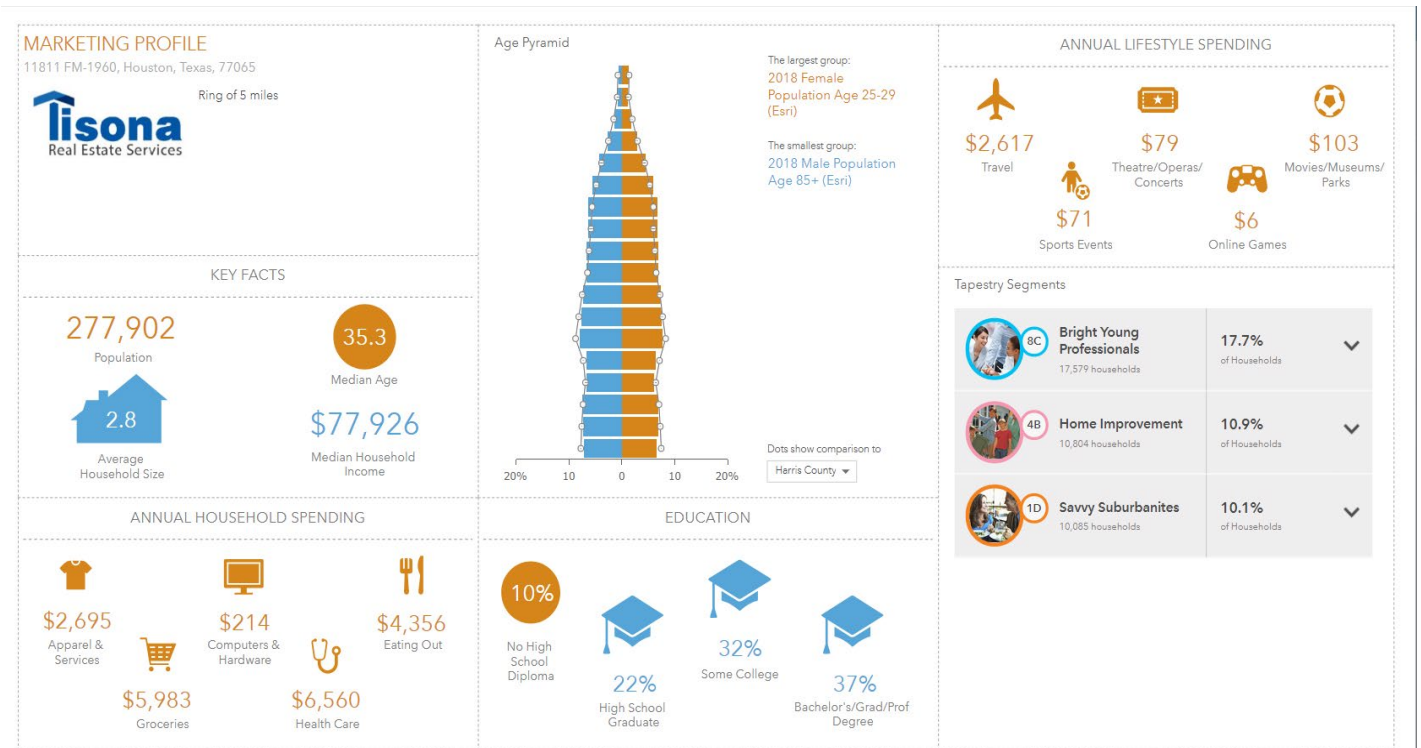 MARKETING PROFILE
11811 FM-1960, Houston, Texas, 77065
Ring of 5 miles
Tisona
Real Estate Services
KEY FACTS
277,902
Population
35.3
Median Age
2.8
Average
Household Size
$77,926
Median Household
Income
ANNUAL HOUSEHOLD SPENDING
$2,695
Apparel &
Services
$214
Computers &
Hardware
$4,356
Eating Out
$5,983
Groceries
$6,560
Health Care
Age Pyramid
The largest group:
2018 Female
Population Age 25-29
(Esri)
The smallest group:
2018 Male Population
Age 85+ (Esri)
Dots show comparison to
Harris County
20% 10 0 10 20%
EDUCATION
10%
No High
School
Diploma
22%
High School
Graduate
32%
Some College
37%
Bachelor's/Grad/Prof
Degree
ANNUAL LIFESTYLE SPENDING
$2,617
Travel
$79
Theatre/Operas/
Concerts
$103
Movies/Museums/
Parks
$71
Sports Events
$6
Online Games
Tapestry Segments
8C
Bright Young
Professionals
17,579 households
17.7%
of Households
4B
Home Improvement
10,804 households
10.9%
of Households
1D
Savvy Suburbanites
10,085 households
10.1%
of Households